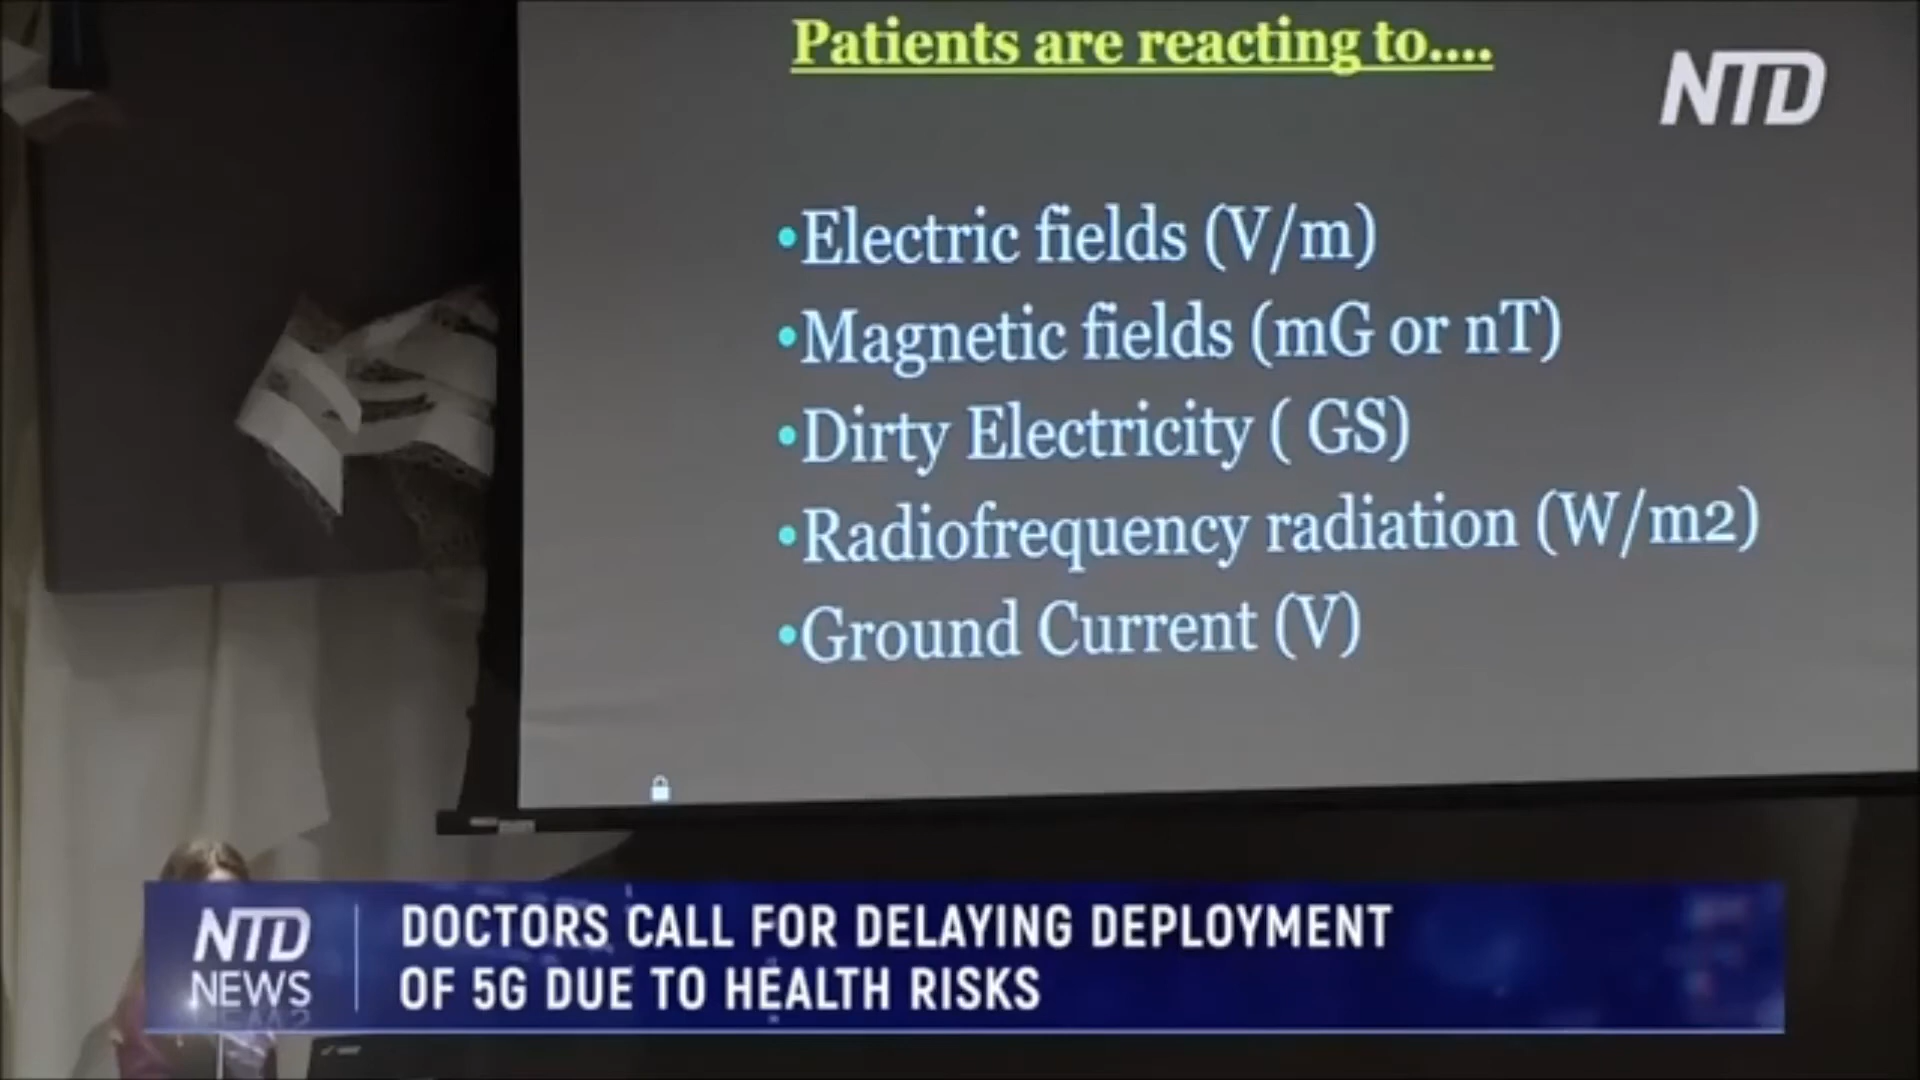 Patients are reacting to....
NTD
•Electric fields (V/m)
•Magnetic fields (mG or nT)
•Dirty Electricity ( GS)
•Radiofrequency radiation (W/m2)
•Ground Current (V)
NTD
NEWS
DOCTORS CALL FOR DELAYING DEPLOYMENT
OF 5G DUE TO HEALTH RISKS